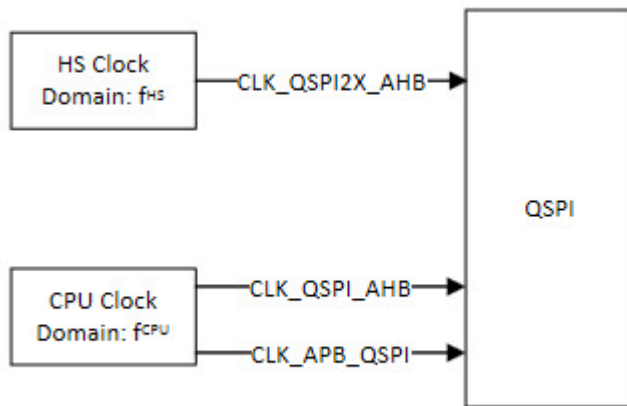 HS Clock
Domain: fHS
CLK_QSPI2X_AHB
QSPI
CPU Clock
Domain: fCPU
CLK_QSPI_AHB
CLK_APB_QSPI